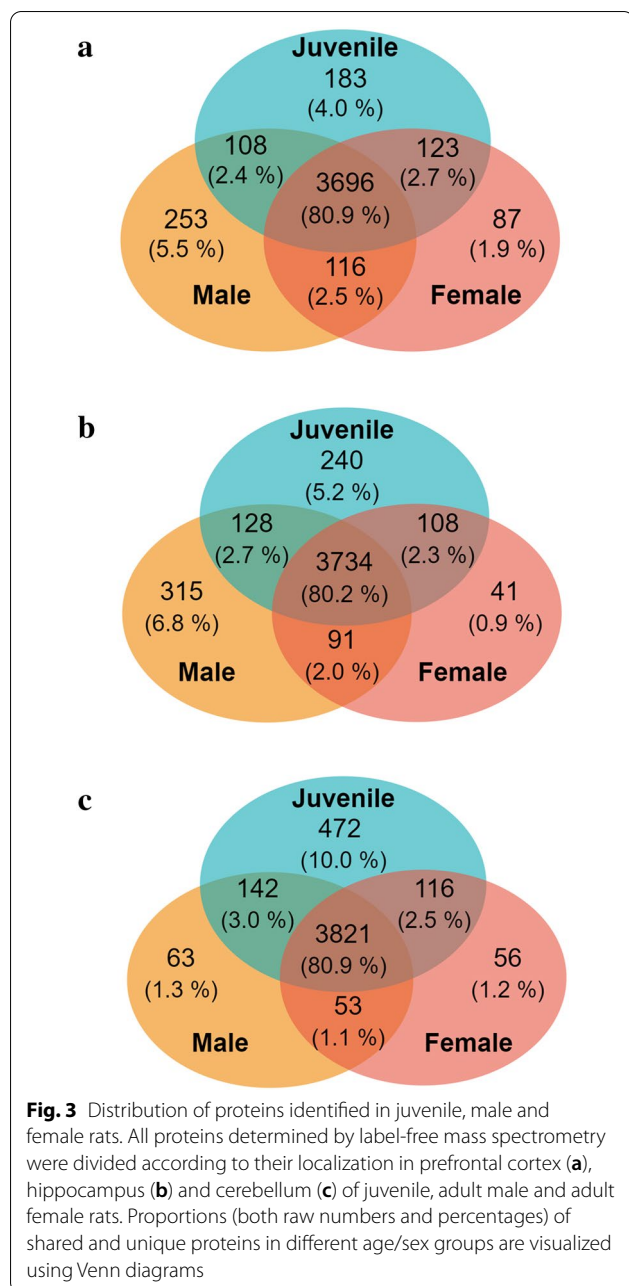 a
Juvenile
183
(4.0 %)
108
(2.4 %)
123
(2.7 %)
3696
(80.9 %)
253
(5.5 %)
87
(1.9 %)
116
(2.5 %)
Male
Female
b
Juvenile
240
(5.2 %)
128
(2.7 %)
108
(2.3 %)
3734
(80.2 %)
315
(6.8 %)
41
(0.9 %)
91
(2.0 %)
Male
Female
c
Juvenile
472
(10.0 %)
142
(3.0 %)
116
(2.5 %)
3821
(80.9 %)
63
(1.3 %)
56
(1.2 %)
53
(1.1 %)
Male
Female
Fig. 3 Distribution of proteins identified in juvenile, male and
female rats. All proteins determined by label-free mass spectrometry
were divided according to their localization in prefrontal cortex (a),
hippocampus (b) and cerebellum (c) of juvenile, adult male and adult
female rats. Proportions (both raw numbers and percentages) of
shared and unique proteins in different age/sex groups are visualized
using Venn diagrams